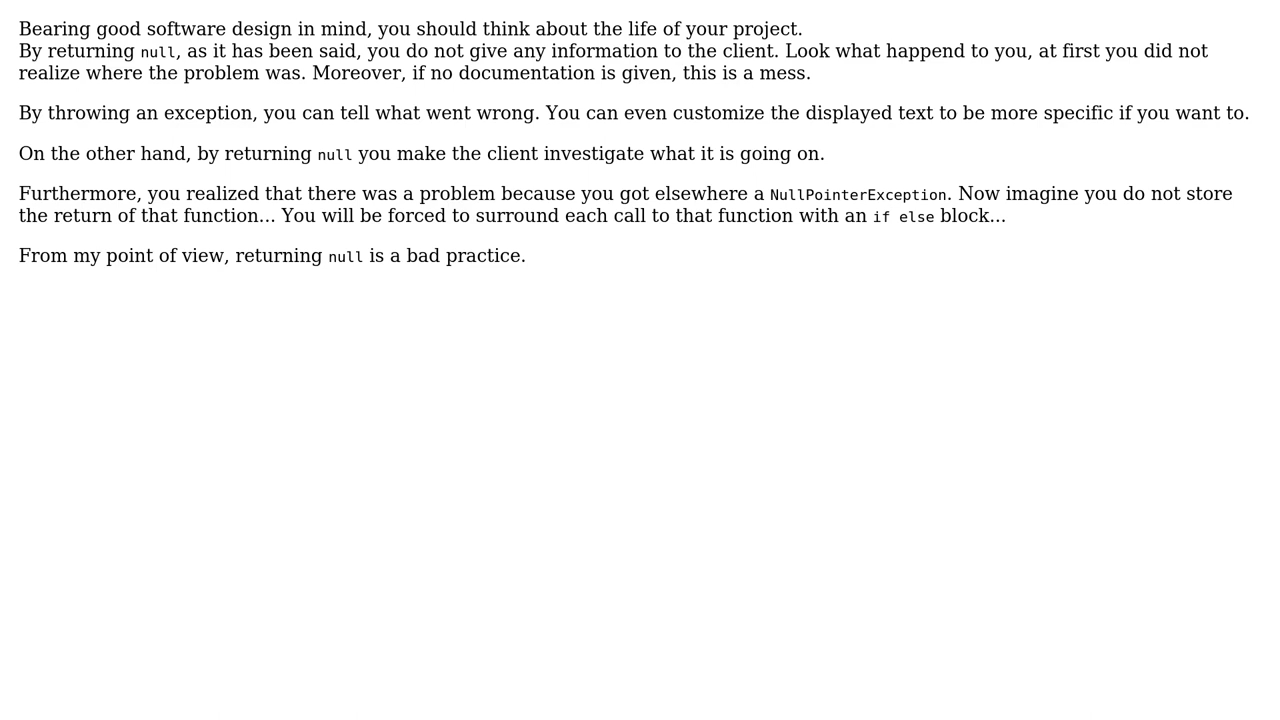 Bearing good software design in mind, you should think about the life of your project.
By returning null, as it has been said, you do not give any information to the client. Look what happend to you, at first you did not
realize where the problem was. Moreover, if no documentation is given, this is a mess.
By throwing an exception, you can tell what went wrong. You can even customize the displayed text to be more specific if you want to.
On the other hand, by returning null you make the client investigate what it is going on.
Furthermore, you realized that there was a problem because you got elsewhere a NullPointerException. Now imagine you do not store
the return of that function... You will be forced to surround each call to that function with an if else block...
From my point of view, returning null is a bad practice.